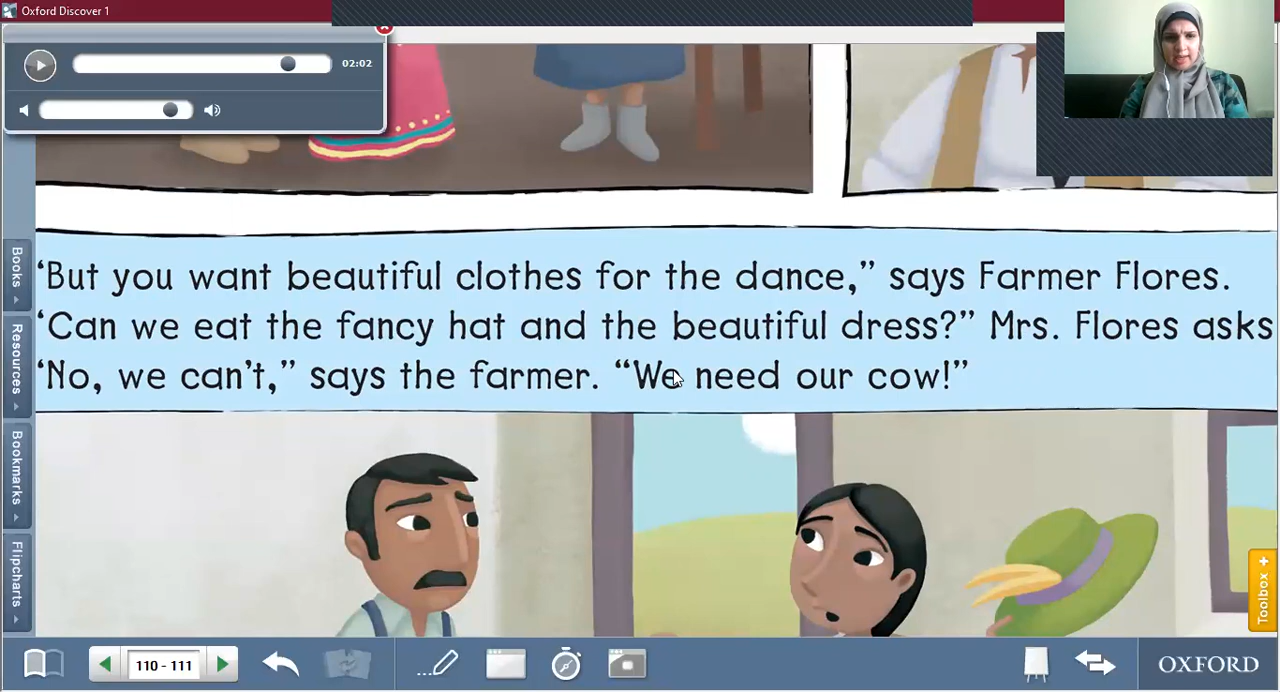 Oxford Discover 1
02:02
'But you want beautiful clothes for the dance,” says Farmer Flores.
'Can we eat the fancy hat and the beautiful dress?” Mrs. Flores asks
'No, we can't,” says the farmer. “We need our cow!”
Books
Resources
Bookmarks
Flipcharts
Toolbox +
110 - 111
OXFORD